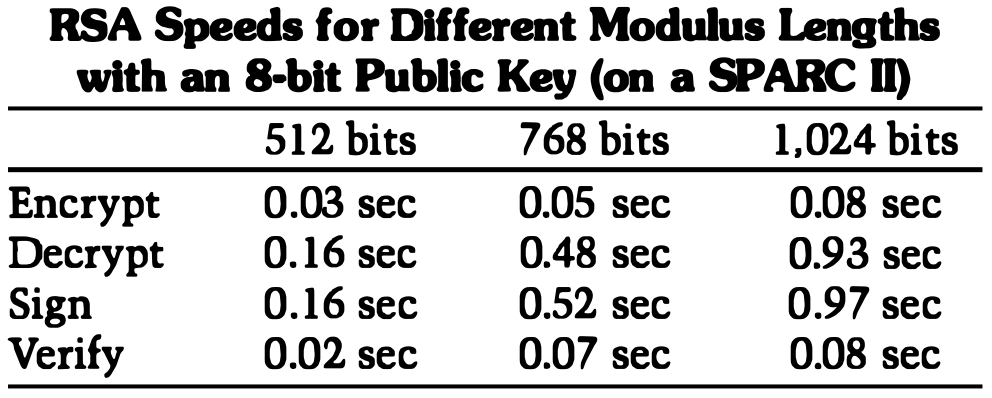 RSA Speeds for Different Modulus Lengths
with an 8-bit Public Key (on a SPARC II)
512 bits 768 bits 1,024 bits
Encrypt 0.03 sec 0.05 sec 0.08 sec
Decrypt 0.16 sec 0.48 sec 0.93 sec
Sign 0.16 sec 0.52 sec 0.97 sec
Verify 0.02 sec 0.07 sec 0.08 sec